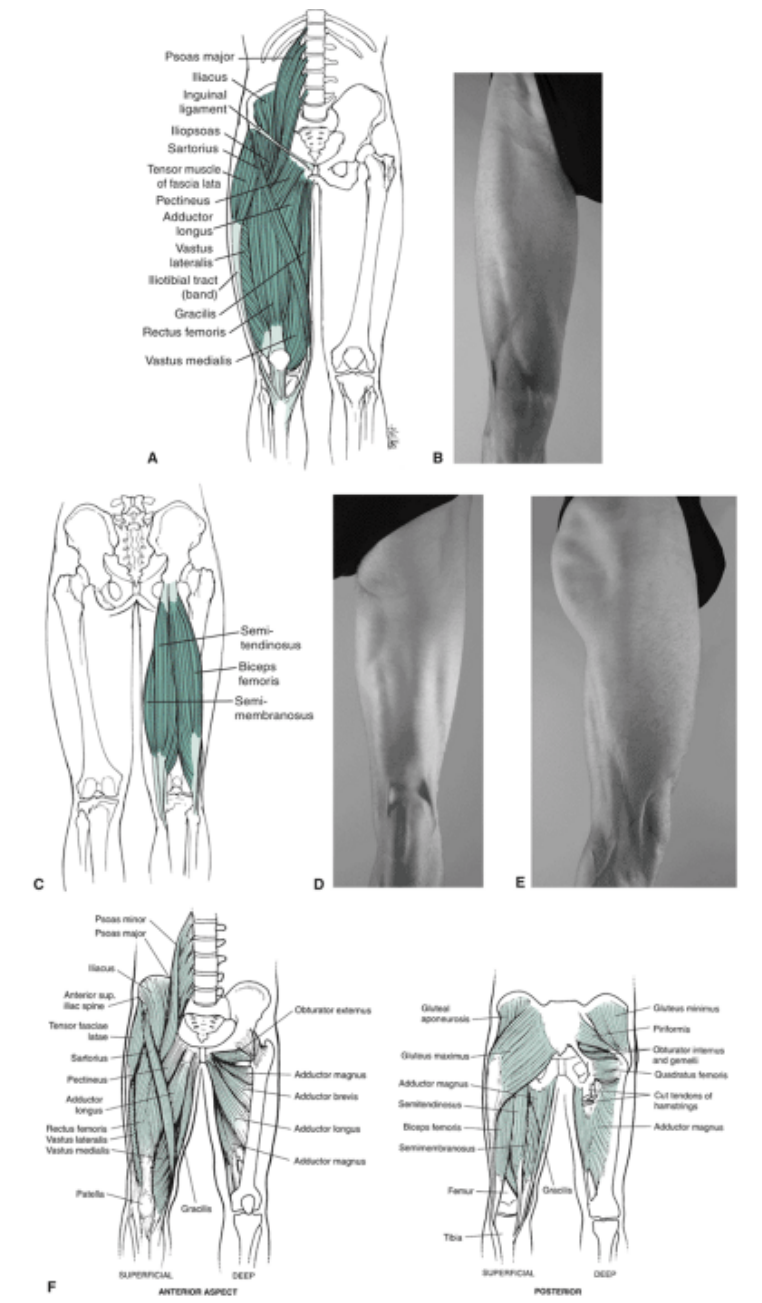 Psoas major
Iliacus
Inguinal
ligament
Iliopsoas
Sartorius
Tensor muscle
of fascia lata
Pectineus
Adductor
longus
Vastus
lateralis
Iliotibial tract
(band)
Gracilis
Rectus femoris
Vastus medialis
A
B
Semi-
tendinosus
Biceps
femoris
Semi-
membranosus
C
D
E
Psoas minor
Psoas major
Iliacus
Anterior sup.
iliac spine
Tensor fasciae
latae
Sartorius
Pectineus
Adductor
longus
Rectus femoris
Vastus lateralis
Vastus medialis
Patella
Gracilis
Obturator externus
Adductor magnus
Adductor brevis
Adductor longus
Adductor magnus
SUPERFICIAL
DEEP
ANTERIOR ASPECT
Gluteal
aponeurosis
Gluteus maximus
Adductor magnus
Semitendinosus
Biceps femoris
Semimembranosus
Femur
Gracilis
Tibia
Gluteus minimus
Piriformis
Obturator internus
and gemelli
Quadratus femoris
Cut tendons of
hamstrings
Adductor magnus
SUPERFICIAL
DEEP
POSTERIOR
F